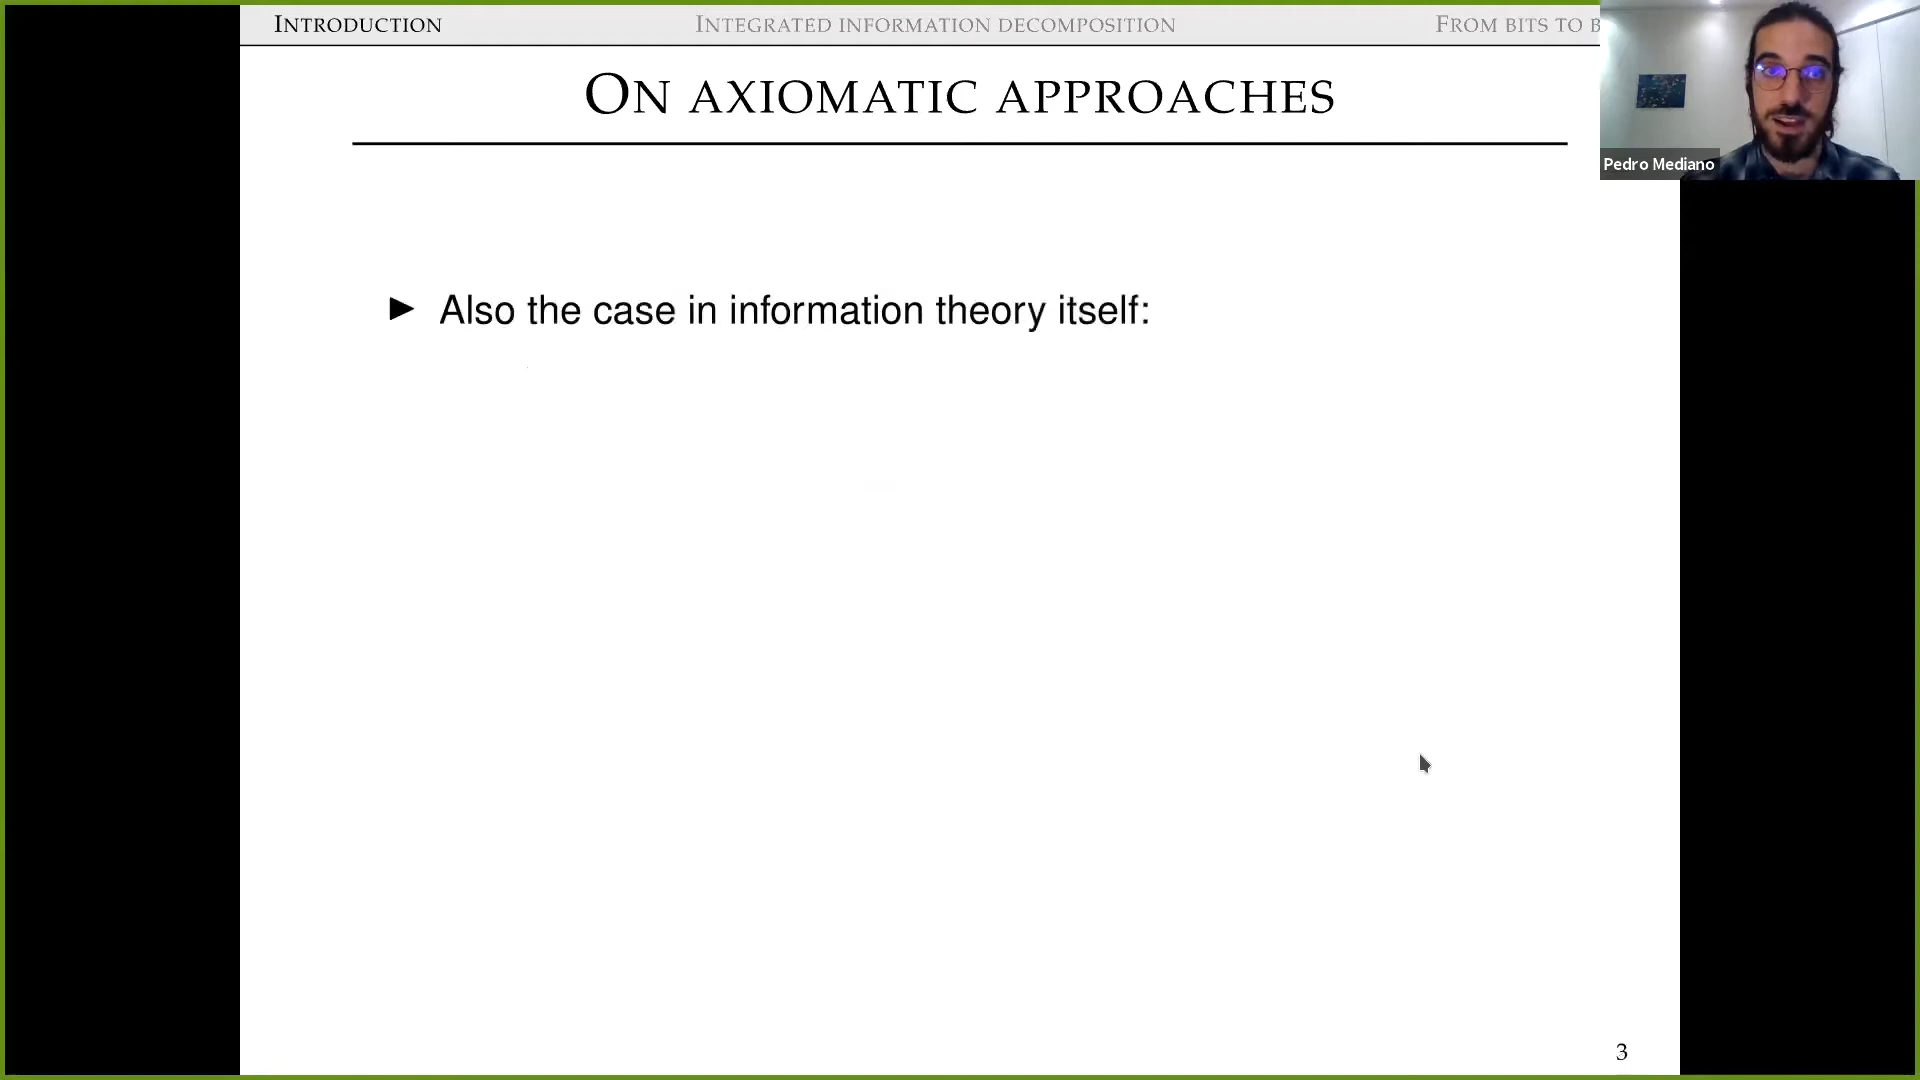 INTRODUCTION
INTEGRATED INFORMATION DECOMPOSITION
FROM BITS TO B
ON AXIOMATIC APPROACHES
Pedro Mediano
► Also the case in information theory itself:
3